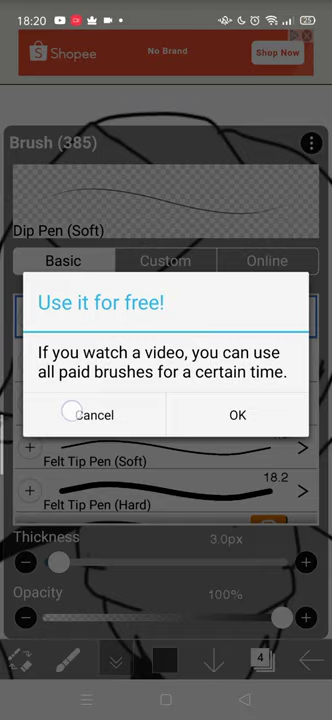 18:20
25
Shopee
No Brand
Shop Now
Brush (385)
Dip Pen (Soft)
Basic
Custom
Online
Use it for free!
If you watch a video, you can use
all paid brushes for a certain time.
Cancel
OK
Felt Tip Pen (Soft)
18.2
Felt Tip Pen (Hard)
Thickness
3.0px
Opacity
100%
4